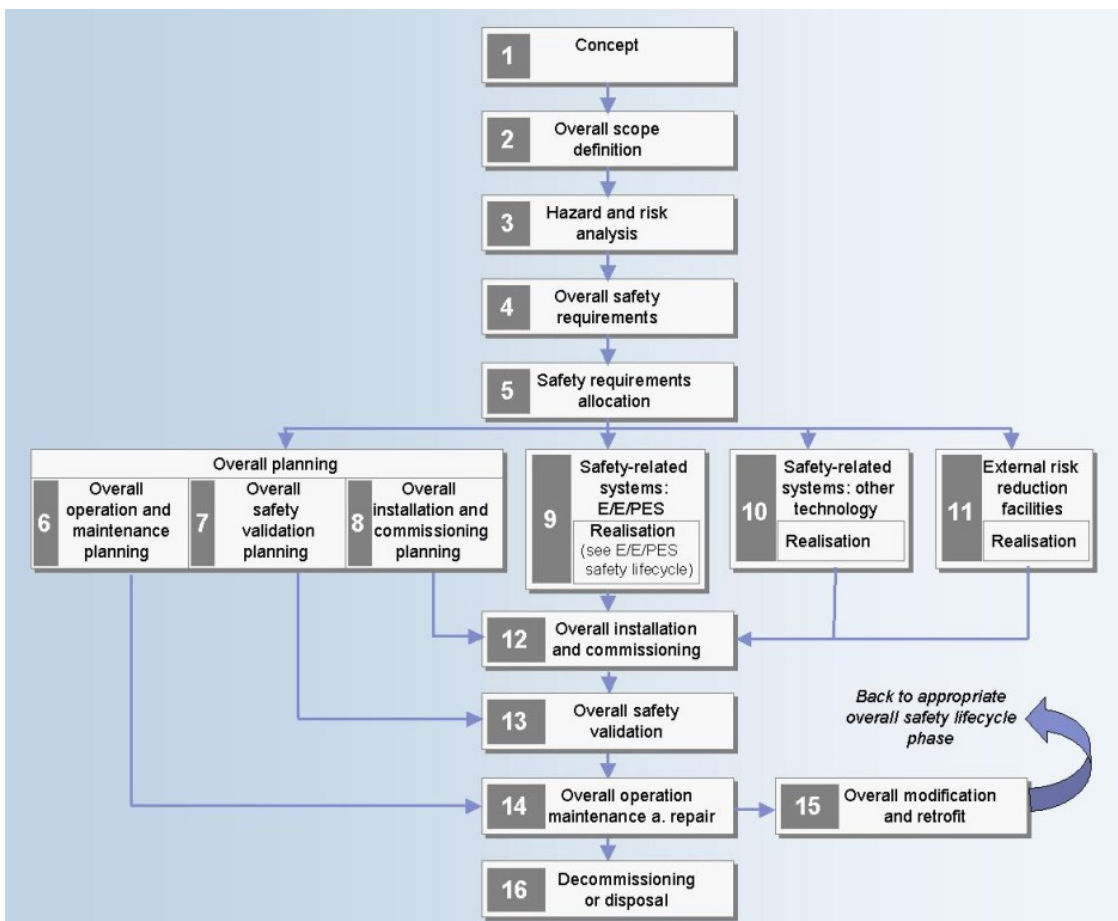 1
Concept
2
Overall scope
definition
3
Hazard and risk
analysis
4
Overall safety
requirements
5
Safety requirements
allocation
Overall planning
6
Overall
operation and
maintenance
planning
7
Overall
safety
validation
planning
8
Overall
installation and
commissioning
planning
9
Safety-related
systems:
E/E/PES
Realisation
(see E/E/PES
safety lifecycle)
10
Safety-related
systems: other
technology
Realisation
11
External risk
reduction
facilities
Realisation
12
Overall installation
and commissioning
13
Overall safety
validation
14
Overall operation
maintenance a. repair
15
Overall modification
and retrofit
Back to appropriate
overall safety lifecycle
phase
16
Decommissioning
or disposal